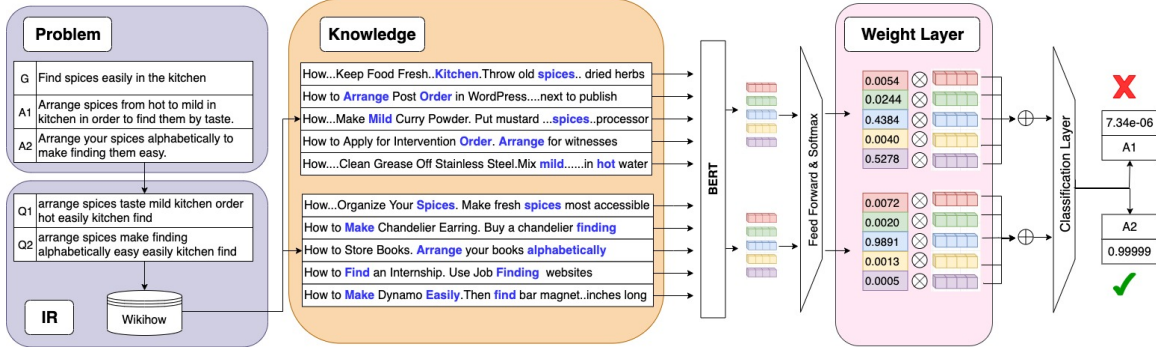 Problem
G Find spices easily in the kitchen
A1 Arrange spices from hot to mild in
kitchen in order to find them by taste.
A2 Arrange your spices alphabetically to
make finding them easy.
Q1 arrange spices taste mild kitchen order
hot easily kitchen find
Q2 arrange spices make finding
alphabetically easy easily kitchen find
IR
Wikihow
Knowledge
How...Keep Food Fresh..Kitchen.Throw old spices.. dried herbs
How to Arrange Post Order in WordPress....next to publish
How...Make Mild Curry Powder. Put mustard ...spices..processor
How to Apply for Intervention Order. Arrange for witnesses
How....Clean Grease Off Stainless Steel.Mix mild......in hot water
How...Organize Your Spices. Make fresh spices most accessible
How to Make Chandelier Earring. Buy a chandelier finding
How to Store Books. Arrange your books alphabetically
How to Find an Internship. Use Job Finding websites
How to Make Dynamo Easily.Then find bar magnet..inches long
BERT
Feed Forward & Softmax
Weight Layer
0.0054
0.0244
0.4384
0.0040
0.5278
0.0072
0.0020
0.9891
0.0013
0.0005
Classification Layer
7.34e-06
A1
A2
0.99999